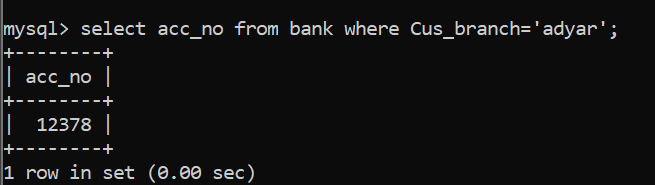 mysql> select acc_no from bank where Cus_branch='adyar';
+--------+
| acc_no |
+--------+
|  12378 |
+--------+
1 row in set (0.00 sec)